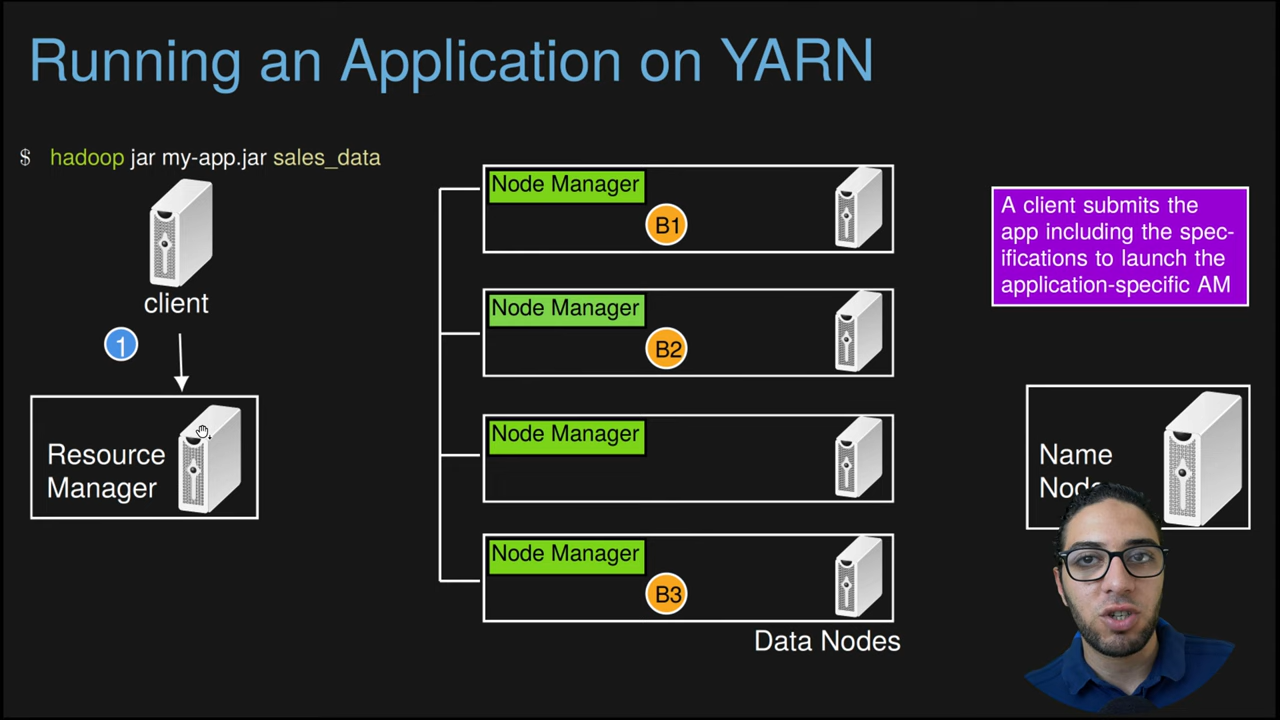 Running an Application on YARN
$ hadoop jar my-app.jar sales_data
client
1
Resource
Manager
Node Manager
B1
Node Manager
B2
Node Manager
Node Manager
B3
Data Nodes
A client submits the
app including the spec-
ifications to launch the
application-specific AM
Name
Node